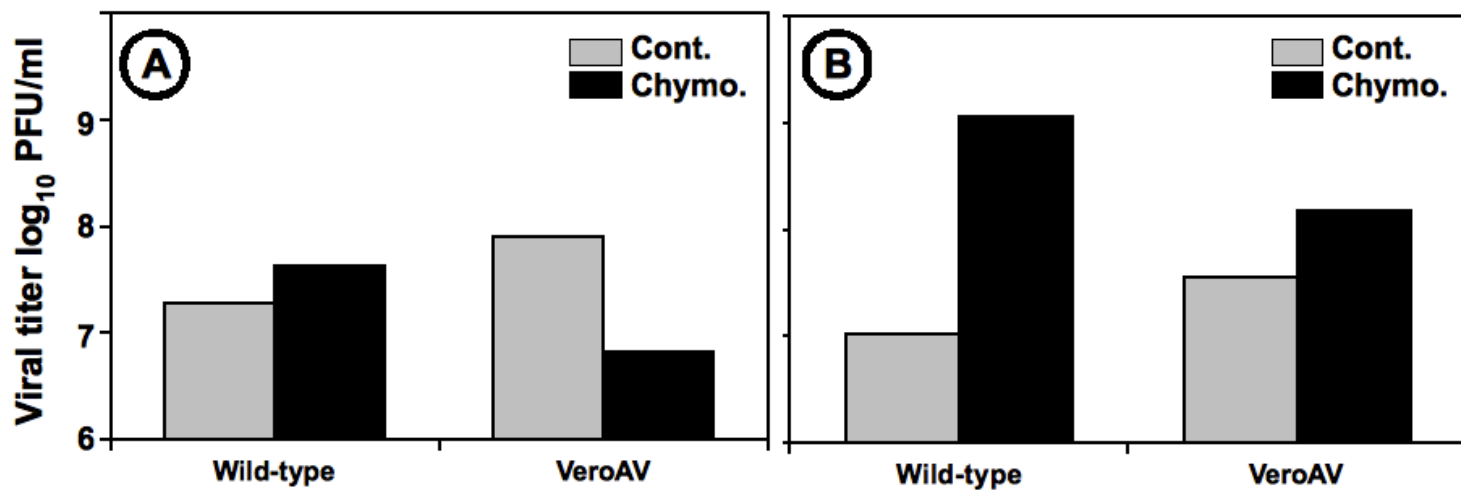 Viral titer log10 PFU/ml
A
Cont.
Chymo.
9
8
7
6
Wild-type VeroAV
B
Cont.
Chymo.
Wild-type VeroAV